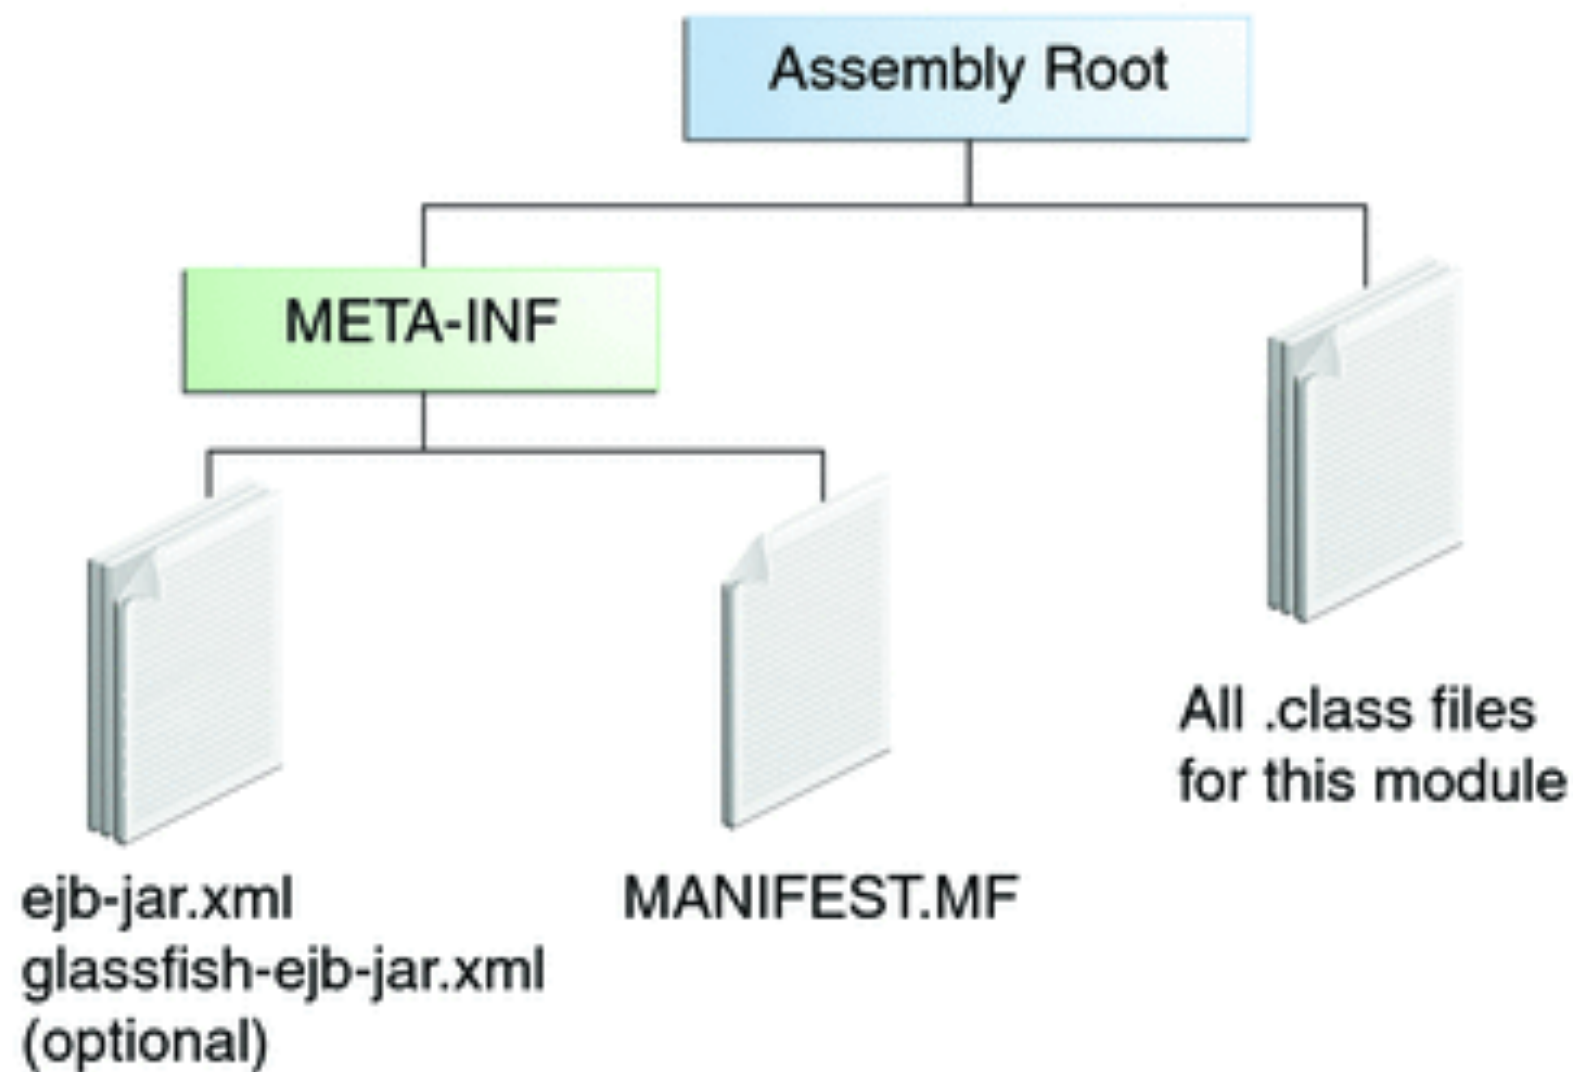 Assembly Root
META-INF
All .class files
for this module
ejb-jar.xml
glassfish-ejb-jar.xml
(optional)
MANIFEST.MF